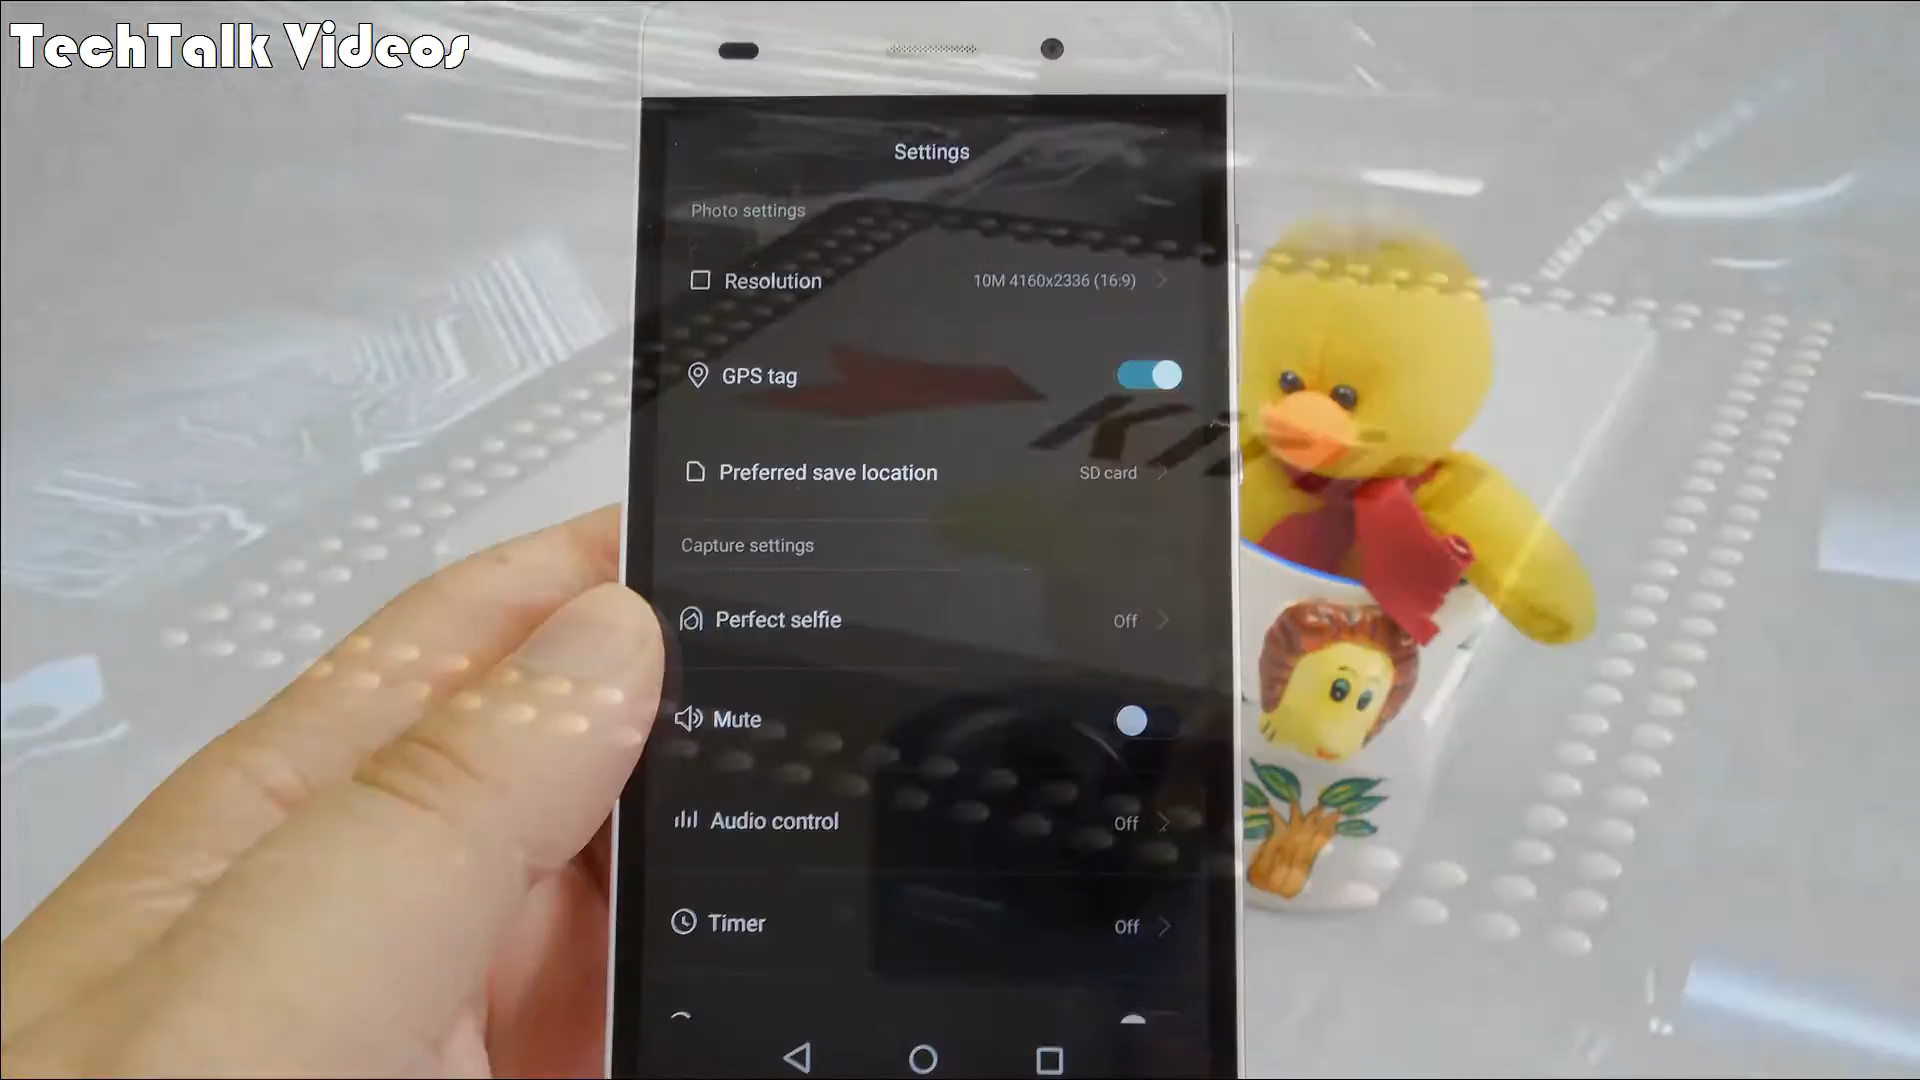 TechTalk Videos
Settings
Photo settings
Resolution 10M 4160x2336 (16:9)
GPS tag
Preferred save location SD card
Capture settings
Perfect selfie Off
Mute
Audio control Off
Timer Off